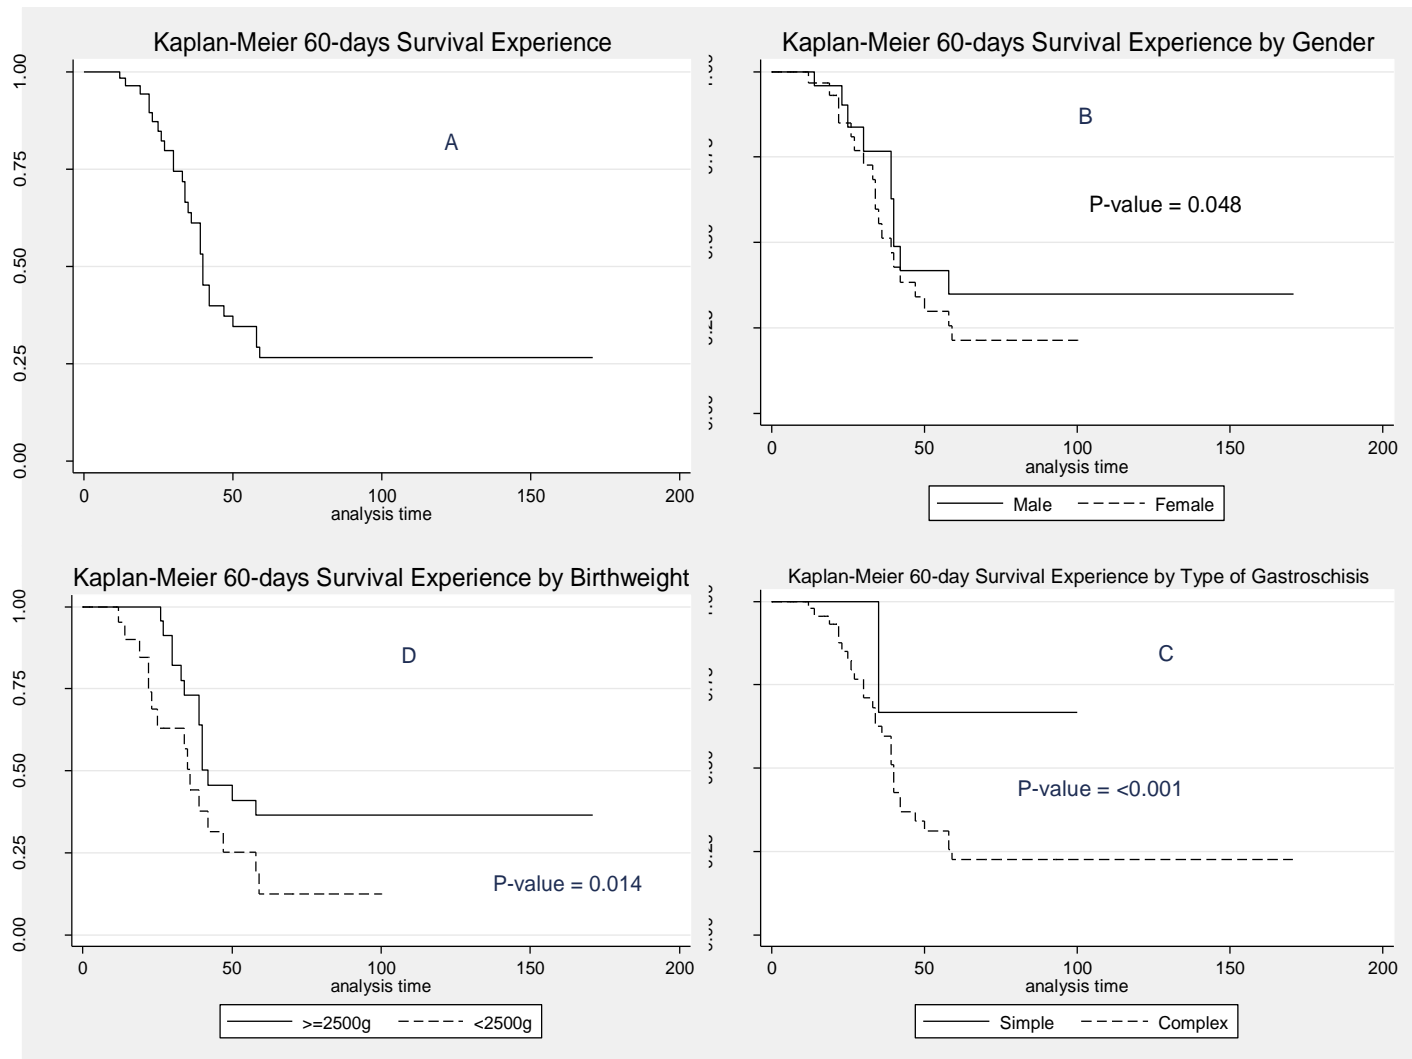 Kaplan-Meier 60-days Survival Experience
1.00
0.75
0.50
0.25
0.00
A
0 50 100 150 200
analysis time
Kaplan-Meier 60-days Survival Experience by Gender
B
P-value = 0.048
0 50 100 150 200
analysis time
Male Female
Kaplan-Meier 60-days Survival Experience by Birthweight
1.00
0.75
0.50
0.25
0.00
D
P-value = 0.014
0 50 100 150 200
analysis time
>=2500g <2500g
Kaplan-Meier 60-day Survival Experience by Type of Gastroschisis
C
P-value = <0.001
0 50 100 150 200
analysis time
Simple Complex